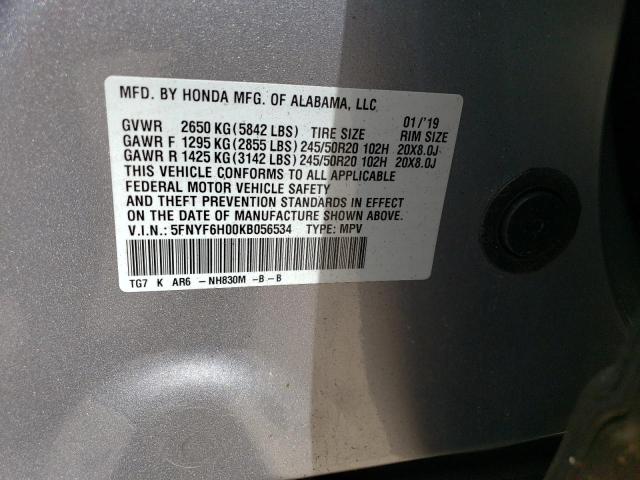 MFD. BY HONDA MFG. OF ALABAMA, LLC 01/'19
GVWR 2650 KG (5842 LBS) TIRE SIZE RIM SIZE
GAWR F 1295 KG (2855 LBS) 245/50R20 102H 20X8.0J
GAWR R 1425 KG (3142 LBS) 245/50R20 102H 20X8.0J
THIS VEHICLE CONFORMS TO ALL APPLICABLE
FEDERAL MOTOR VEHICLE SAFETY
AND THEFT PREVENTION STANDARDS IN EFFECT
ON THE DATE OF MANUFACTURE SHOWN ABOVE.
V.I.N.: 5FNYF6H00KB056534 TYPE: MPV
TG7 K AR6 -NH830M -B-B